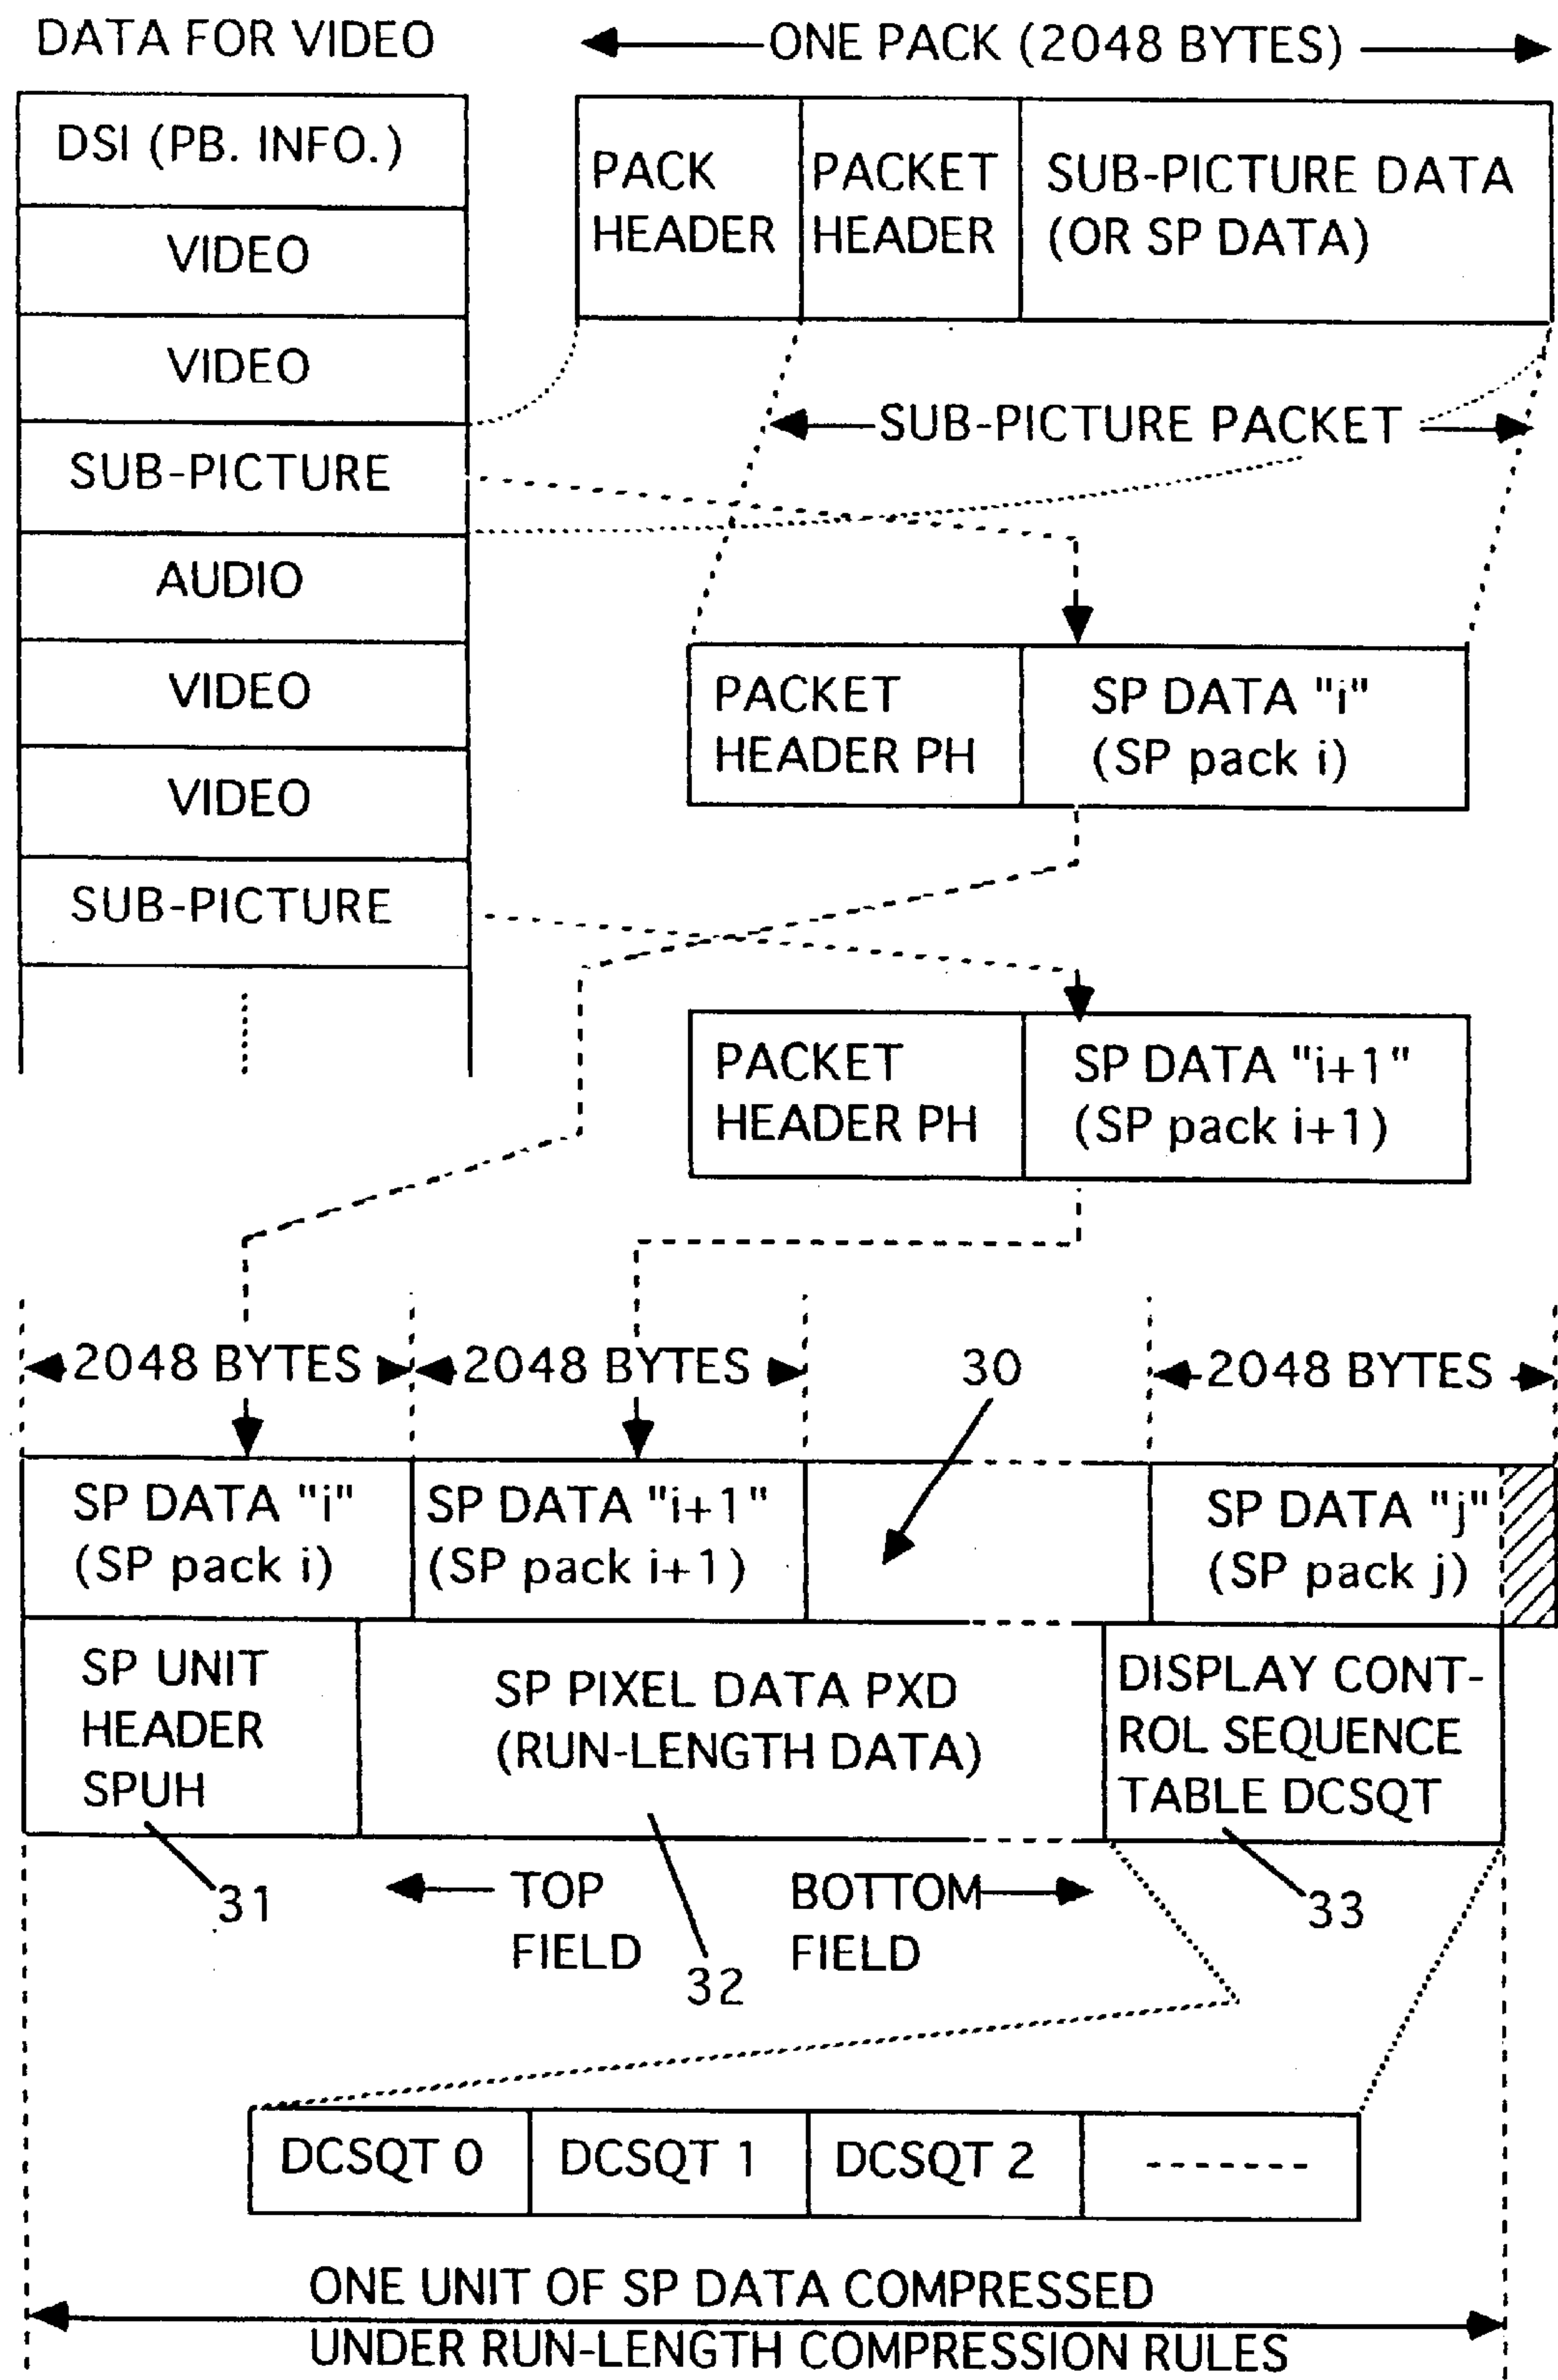 DATA FOR VIDEO
ONE PACK (2048 BYTES)
DSI (PB. INFO.)
VIDEO
VIDEO
SUB-PICTURE
AUDIO
VIDEO
VIDEO
SUB-PICTURE
PACK
HEADER
PACKET
HEADER
SUB-PICTURE DATA
(OR SP DATA)
SUB-PICTURE PACKET
PACKET
HEADER PH
SP DATA "i"
(SP pack i)
PACKET
HEADER PH
SP DATA "i+1"
(SP pack i+1)
2048 BYTES
2048 BYTES
30
2048 BYTES
SP DATA "i"
(SP pack i)
SP DATA "i+1"
(SP pack i+1)
SP DATA "j"
(SP pack j)
SP UNIT
HEADER
SPUH
SP PIXEL DATA PXD
(RUN-LENGTH DATA)
DISPLAY CONT-
ROL SEQUENCE
TABLE DCSQT
31
TOP
FIELD
32
BOTTOM
FIELD
33
DCSQT 0
DCSQT 1
DCSQT 2
ONE UNIT OF SP DATA COMPRESSED
UNDER RUN-LENGTH COMPRESSION RULES